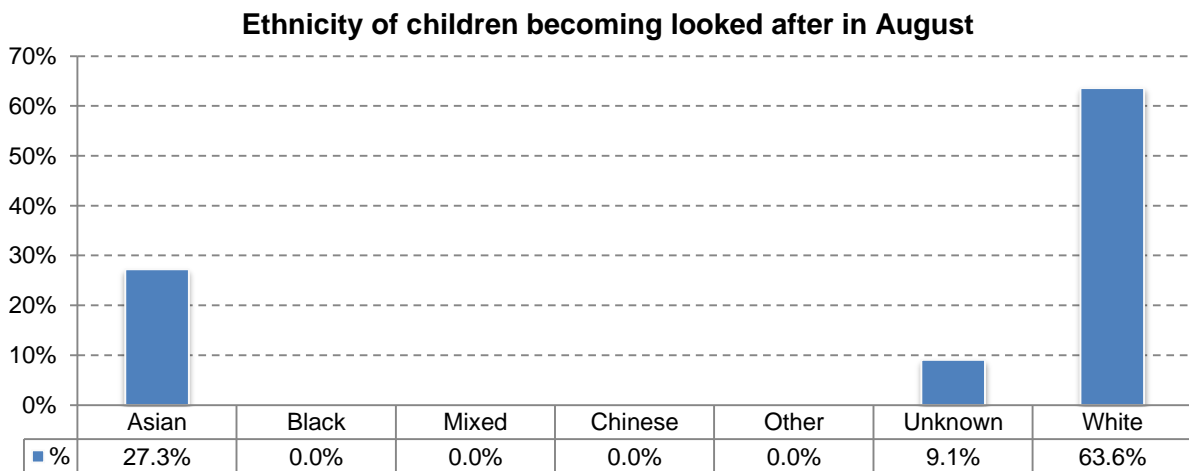 Ethnicity of children becoming looked after in August
70%
60%
50%
40%
30%
20%
10%
0%
Asian Black Mixed Chinese Other Unknown White
% 27.3% 0.0% 0.0% 0.0% 0.0% 9.1% 63.6%